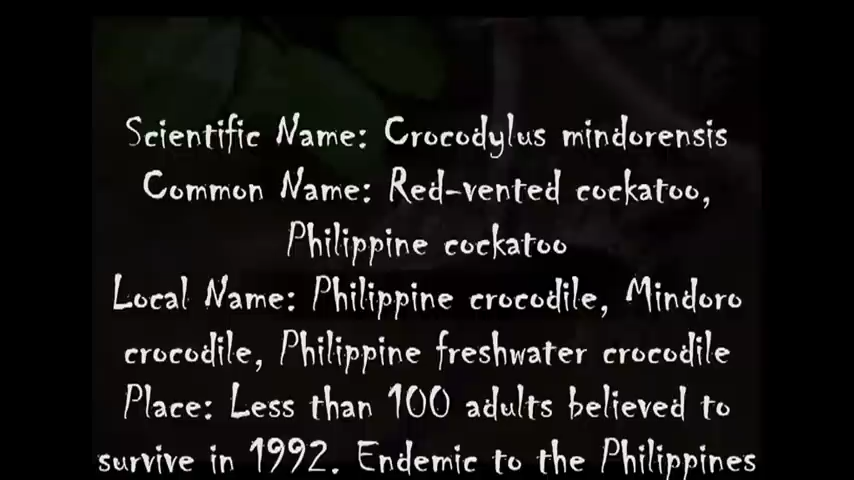 Scientific Name: Crocodylus mindorensis
Common Name: Red-vented cockatoo,
Philippine cockatoo
Local Name: Philippine crocodile, Mindoro
crocodile, Philippine freshwater crocodile
Place: Less than 100 adults believed to
survive in 1992. Endemic to the Philippines